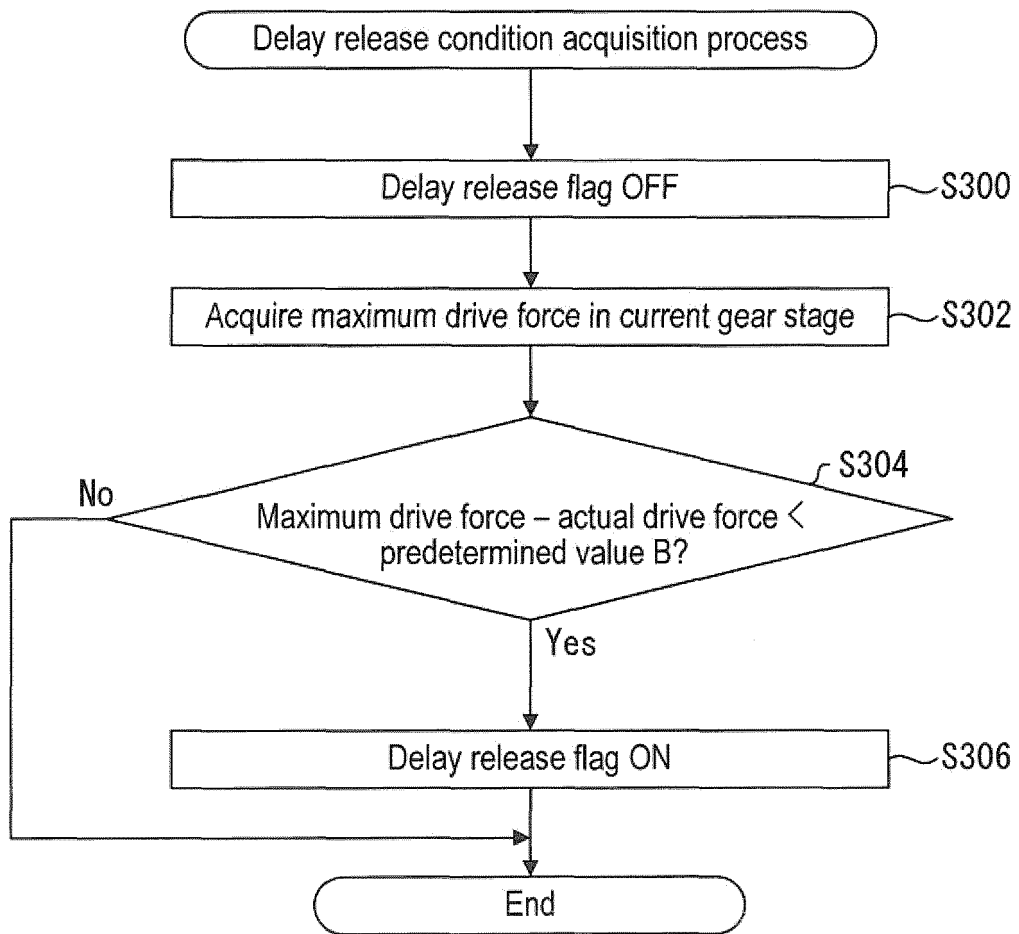 Delay release condition acquisition process
Delay release flag OFF
S300
Acquire maximum drive force in current gear stage
S302
S304
No
Maximum drive force – actual drive force <
predetermined value B?
Yes
Delay release flag ON
S306
End